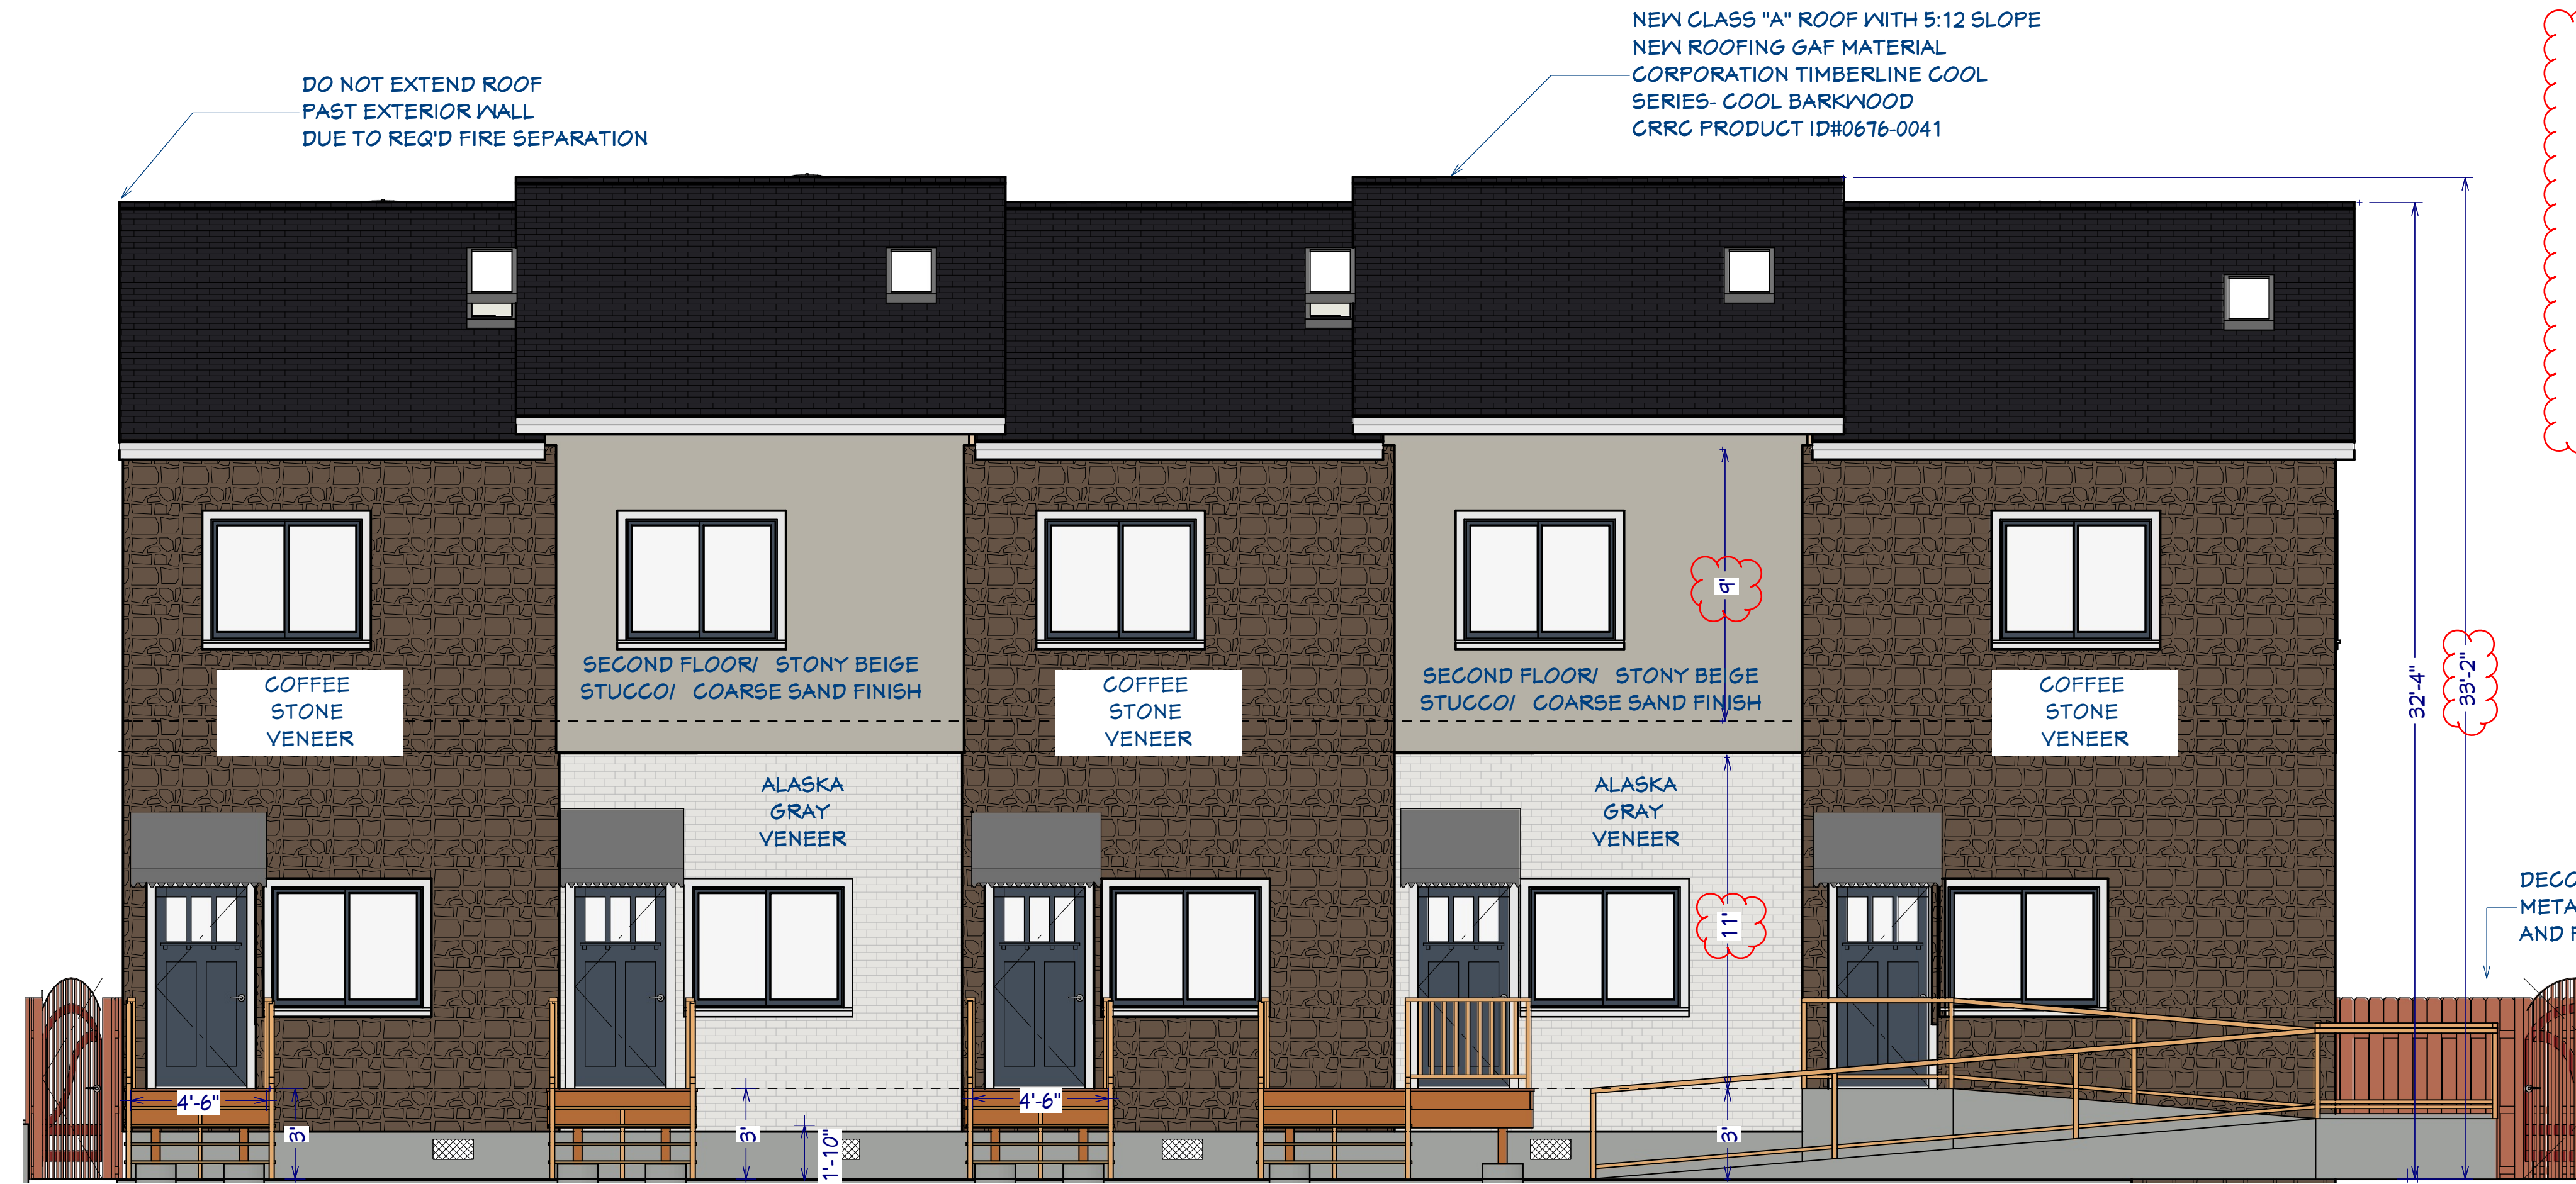 NEW CLASS "A" ROOF WITH 5:12 SLOPE
NEW ROOFING GAF MATERIAL
CORPORATION TIMBERLINE COOL
SERIES- COOL BARKWOOD
CRRC PRODUCT ID#0676-0041
DO NOT EXTEND ROOF
PAST EXTERIOR WALL
DUE TO REQ'D FIRE SEPARATION
9'
SECOND FLOOR/ STONY BEIGE
STUCCO/ COARSE SAND FINISH
SECOND FLOOR/ STONY BEIGE
STUCCO/ COARSE SAND FINISH
COFFEE
STONE
VENEER
COFFEE
STONE
VENEER
COFFEE
STONE
VENEER
32'-4"
33'-2"
ALASKA
GRAY
VENEER
ALASKA
GRAY
VENEER
11'
DECO
META
AND
4'-6"
4'-6"
3'
3'
1'-10"
3'